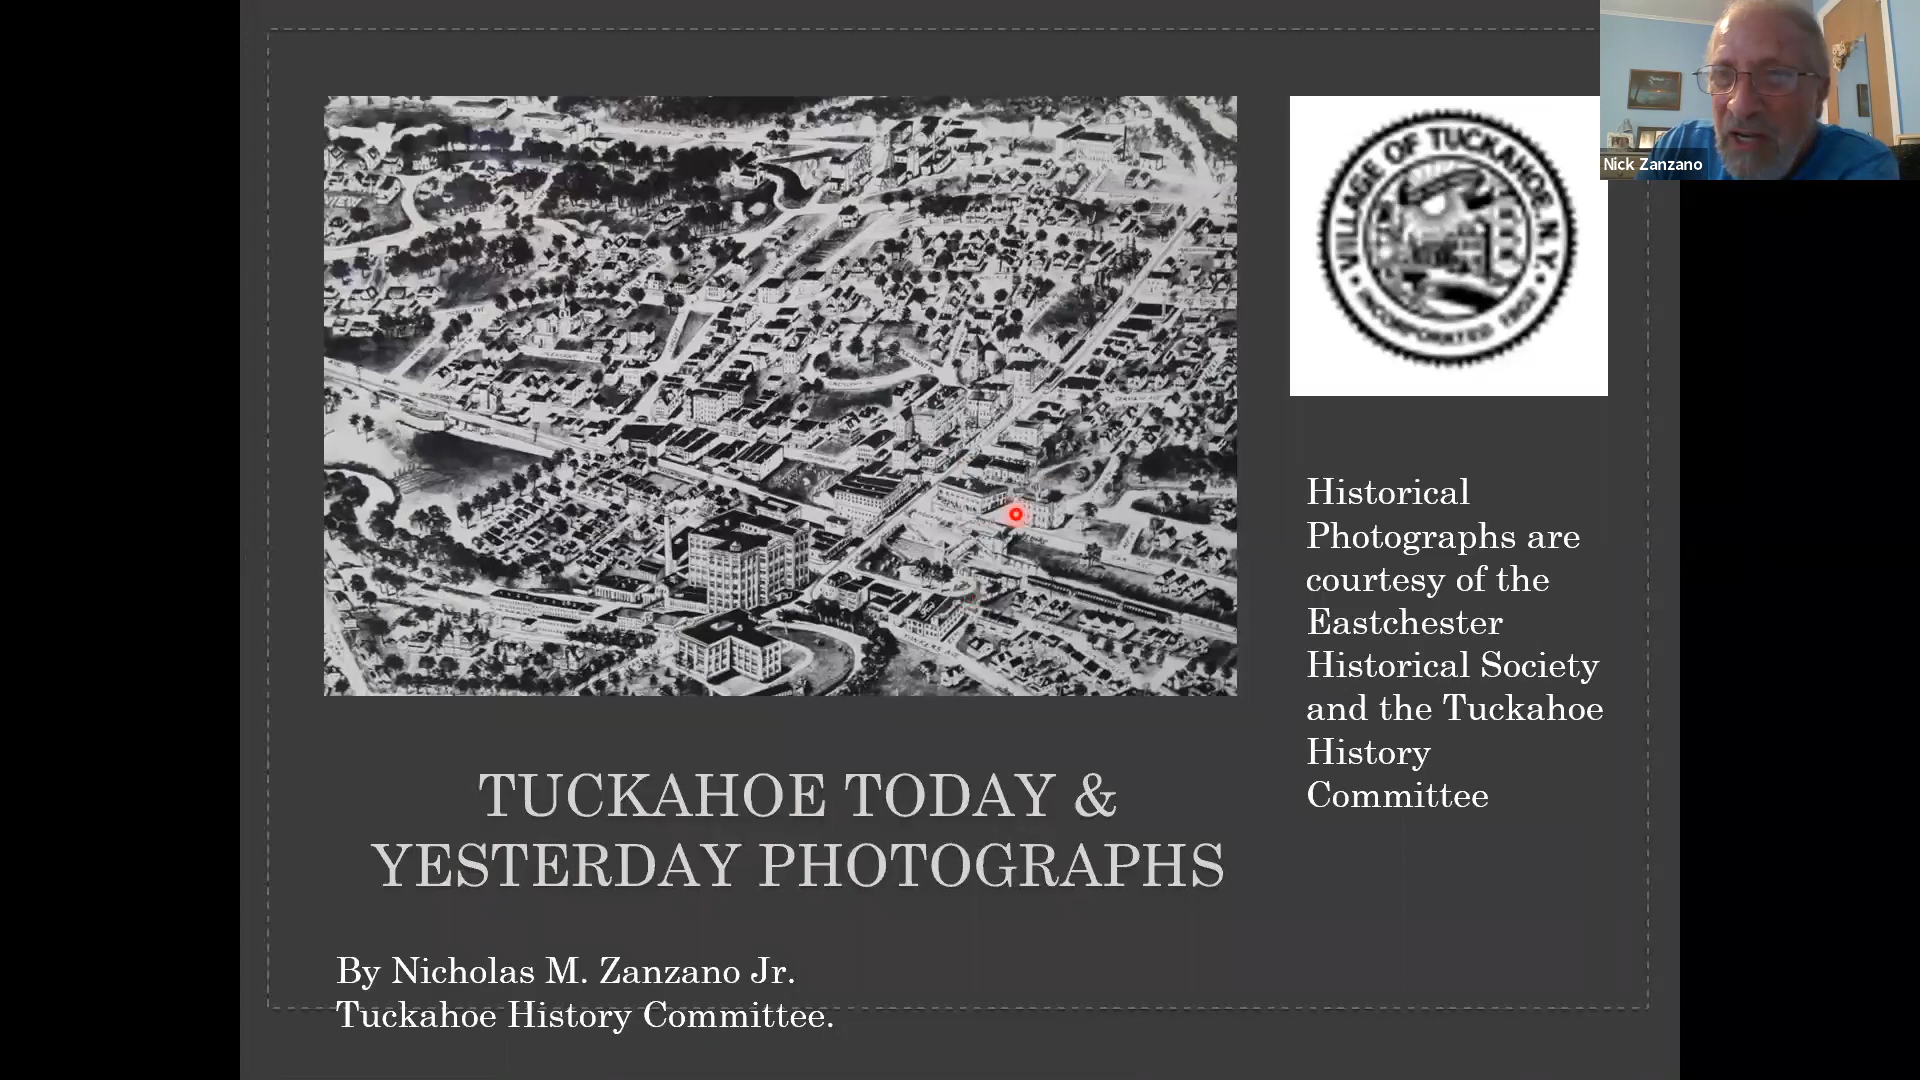 VILLAGE OF TUCKAHOE, N.Y.
INCORPORATED
Nick Zanzano
Historical
Photographs are
courtesy of the
Eastchester
Historical Society
and the Tuckahoe
History
Committee
TUCKAHOE TODAY &
YESTERDAY PHOTOGRAPHS
By Nicholas M. Zanzano Jr.
Tuckahoe History Committee.